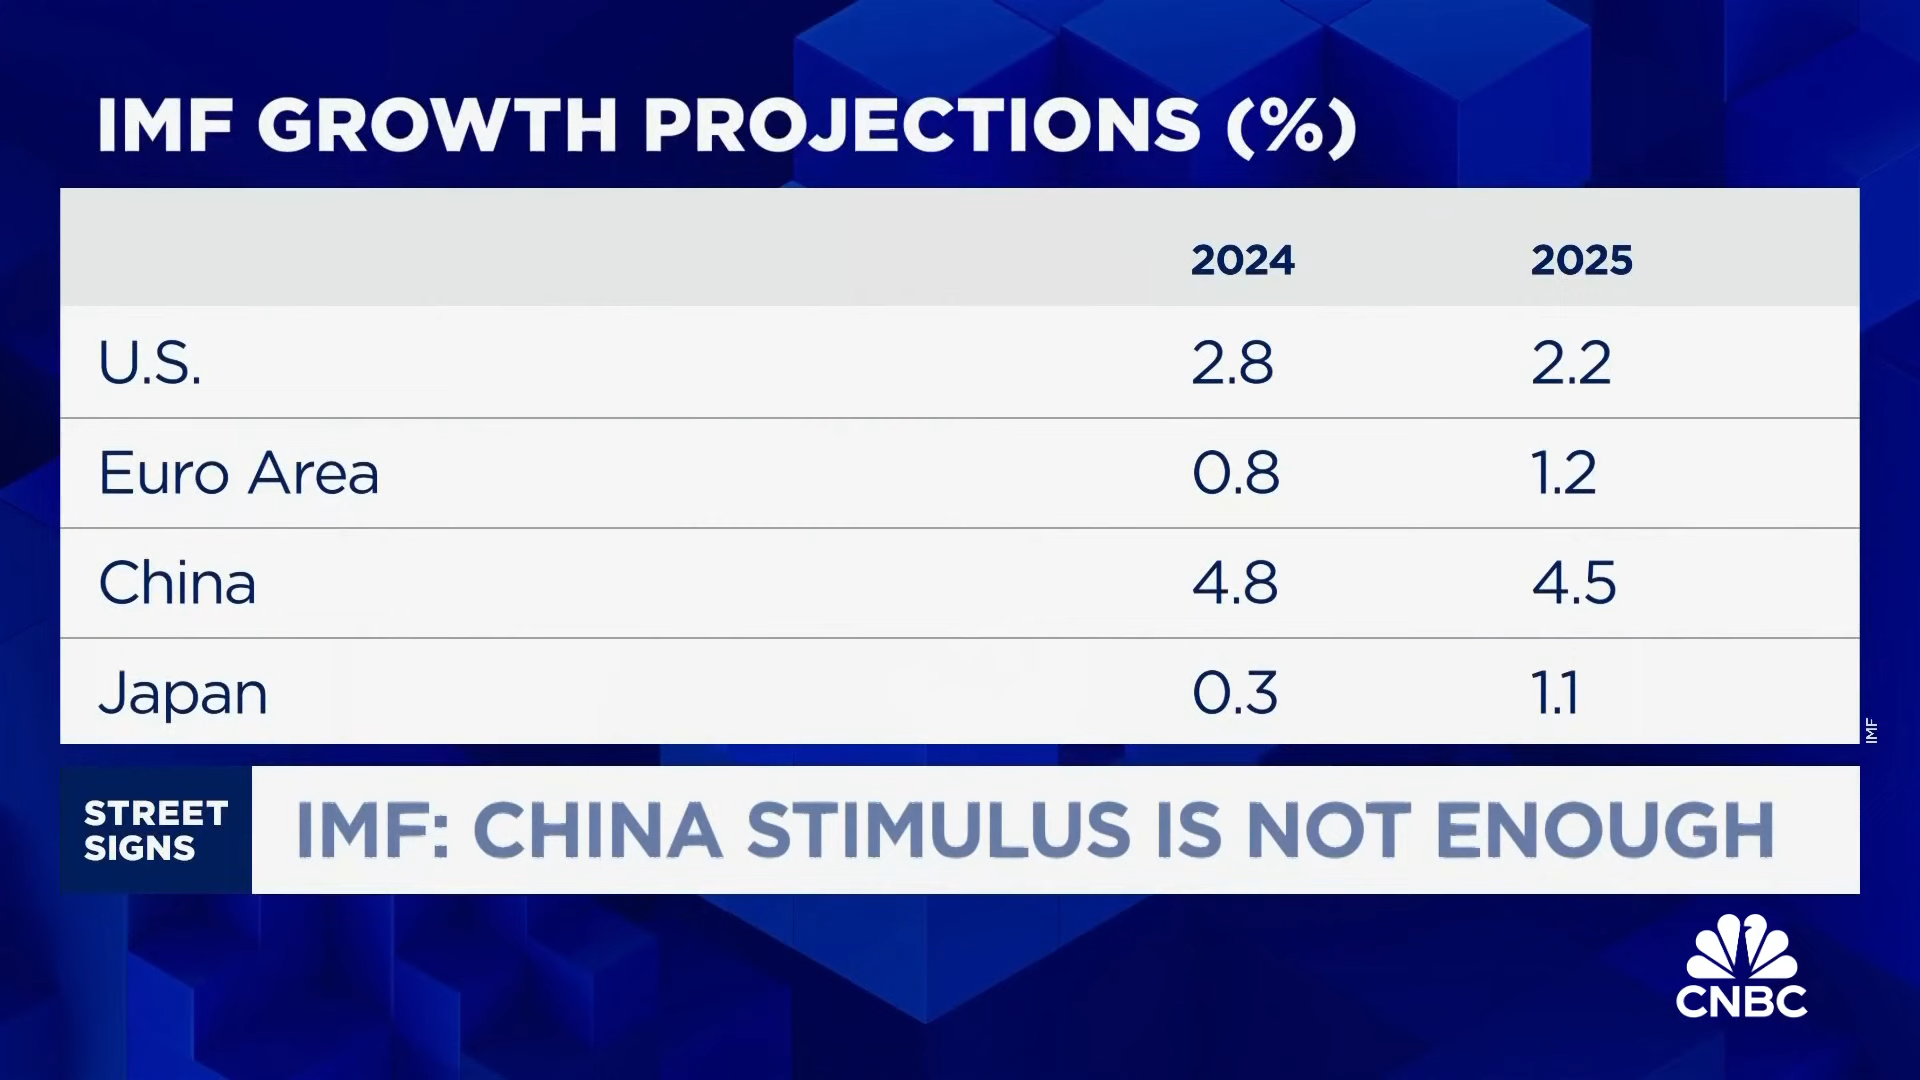 IMF GROWTH PROJECTIONS (%)
2024 2025
U.S. 2.8 2.2
Euro Area 0.8 1.2
China 4.8 4.5
Japan 0.3 1.1
IMF
STREET
SIGNS
IMF: CHINA STIMULUS IS NOT ENOUGH
CNBC